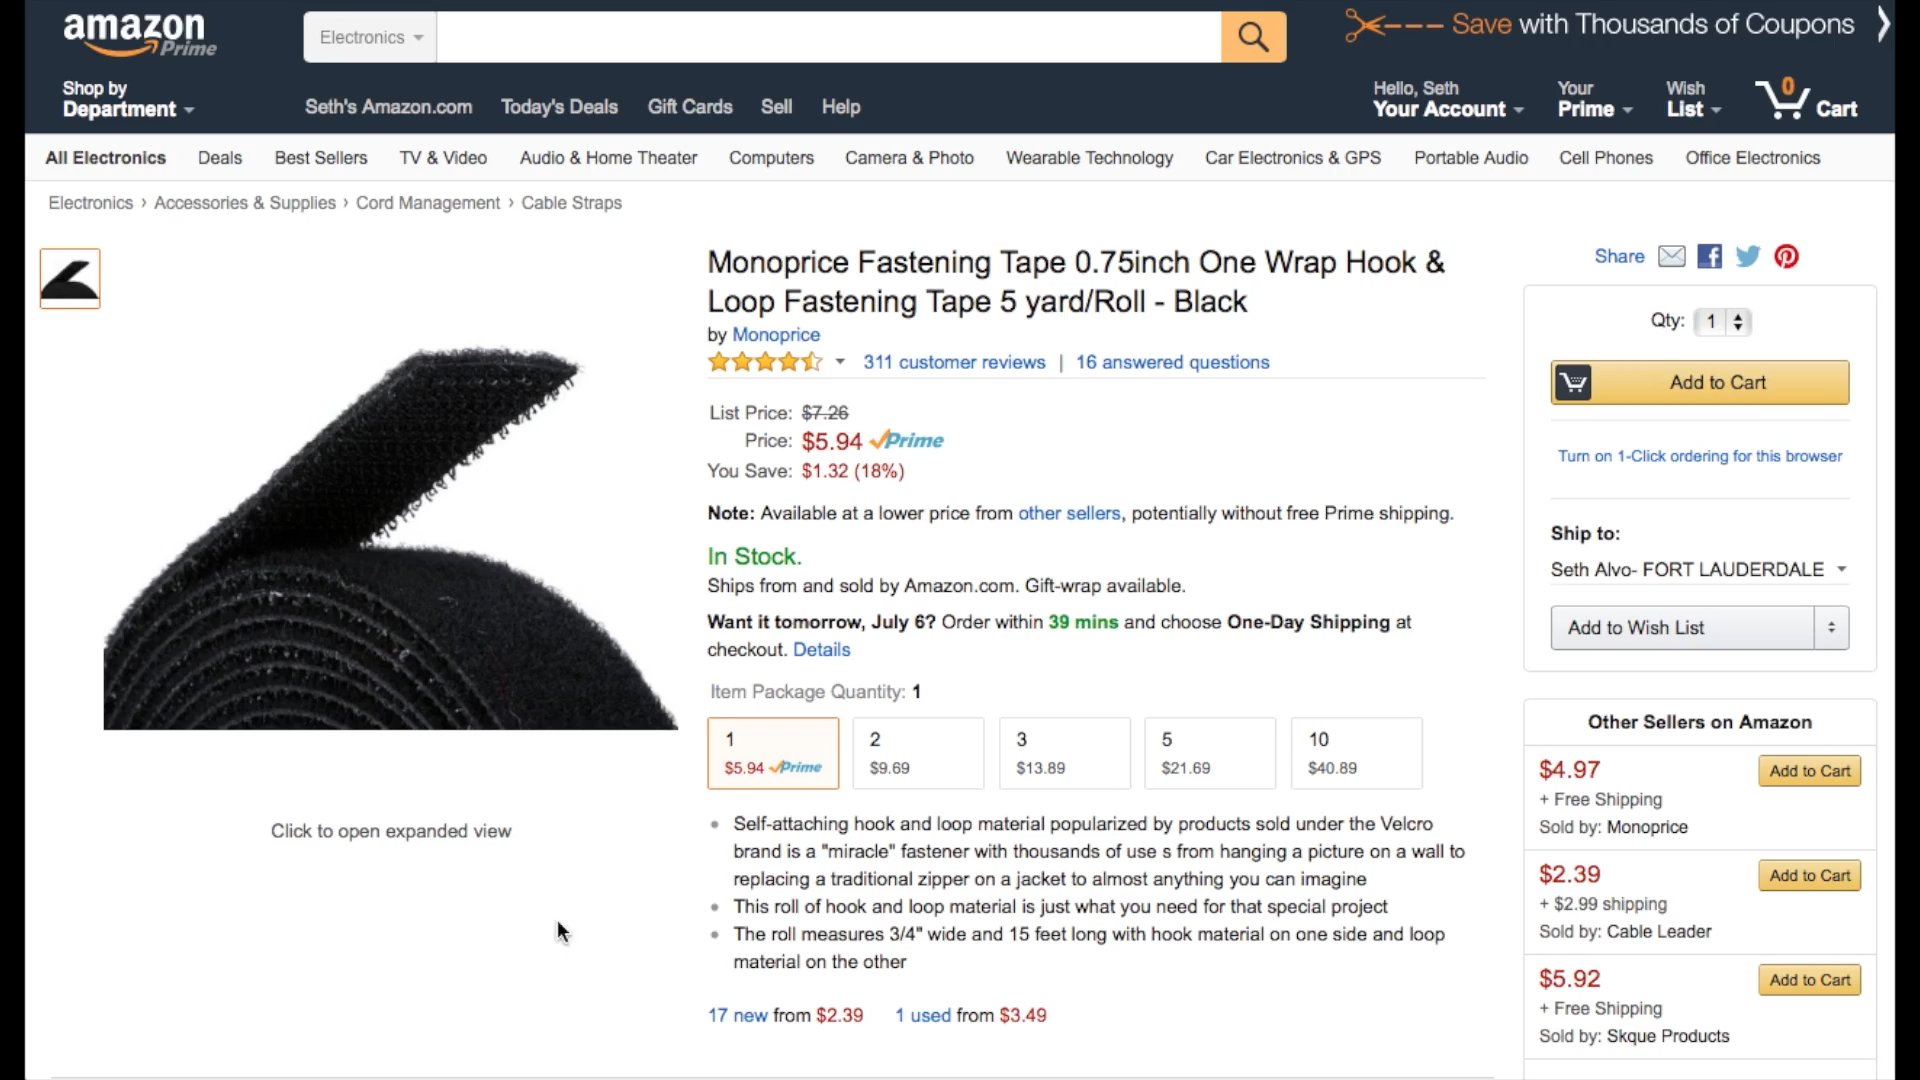 amazon
Prime
Electronics
Save with Thousands of Coupons
Shop by
Department
Seth's Amazon.com
Today's Deals
Gift Cards
Sell
Help
Hello, Seth
Your Account
Your
Prime
Wish
List
0
Cart
All Electronics
Deals
Best Sellers
TV & Video
Audio & Home Theater
Computers
Camera & Photo
Wearable Technology
Car Electronics & GPS
Portable Audio
Cell Phones
Office Electronics
Electronics › Accessories & Supplies › Cord Management › Cable Straps
Click to open expanded view
Monoprice Fastening Tape 0.75inch One Wrap Hook &
Loop Fastening Tape 5 yard/Roll - Black
by Monoprice
311 customer reviews | 16 answered questions
List Price: $7.26
Price: $5.94 Prime
You Save: $1.32 (18%)
Note: Available at a lower price from other sellers, potentially without free Prime shipping.
In Stock.
Ships from and sold by Amazon.com. Gift-wrap available.
Want it tomorrow, July 6? Order within 39 mins and choose One-Day Shipping at
checkout. Details
Item Package Quantity: 1
1
$5.94 Prime
2
$9.69
3
$13.89
5
$21.69
10
$40.89
Self-attaching hook and loop material popularized by products sold under the Velcro
brand is a "miracle" fastener with thousands of use s from hanging a picture on a wall to
replacing a traditional zipper on a jacket to almost anything you can imagine
This roll of hook and loop material is just what you need for that special project
The roll measures 3/4" wide and 15 feet long with hook material on one side and loop
material on the other
17 new from $2.39 1 used from $3.49
Share
Qty: 1
Add to Cart
Turn on 1-Click ordering for this browser
Ship to:
Seth Alvo- FORT LAUDERDALE
Add to Wish List
Other Sellers on Amazon
$4.97
Add to Cart
+ Free Shipping
Sold by: Monoprice
$2.39
Add to Cart
+ $2.99 shipping
Sold by: Cable Leader
$5.92
Add to Cart
+ Free Shipping
Sold by: Skque Products